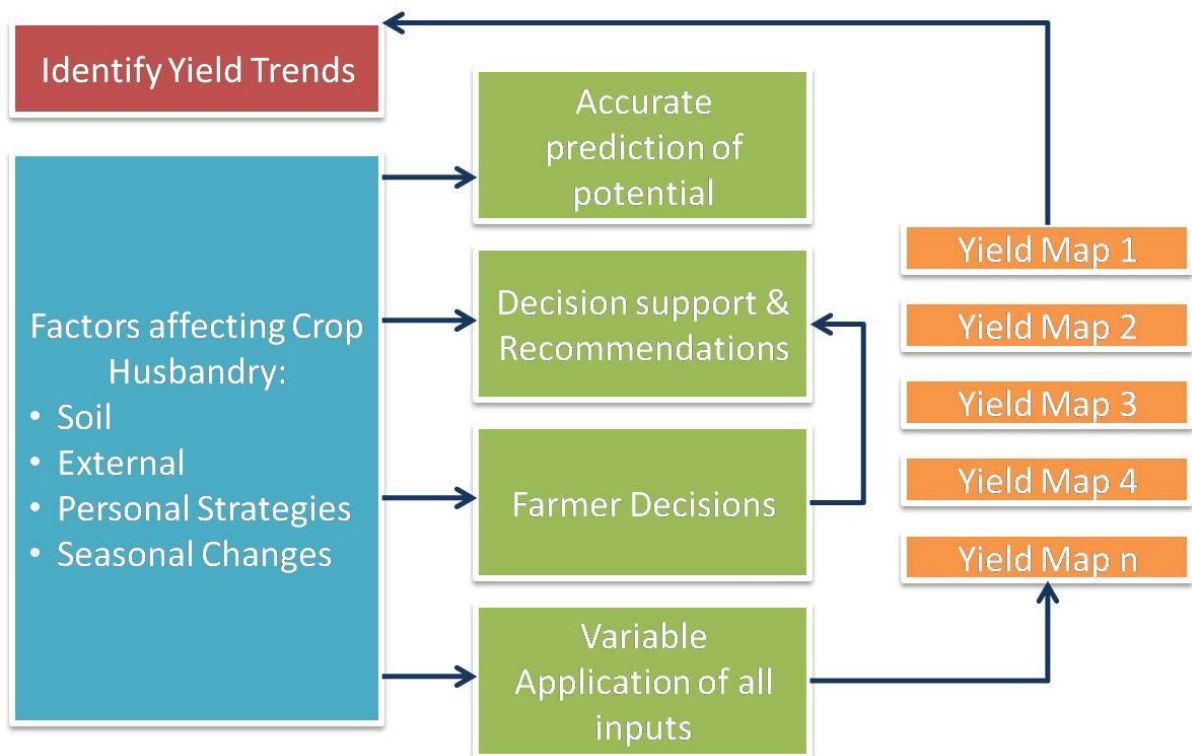 Identify Yield Trends
Factors affecting Crop
Husbandry:
• Soil
• External
• Personal Strategies
• Seasonal Changes
Accurate
prediction of
potential
Decision support &
Recommendations
Farmer Decisions
Variable
Application of all
inputs
Yield Map 1
Yield Map 2
Yield Map 3
Yield Map 4
Yield Map n